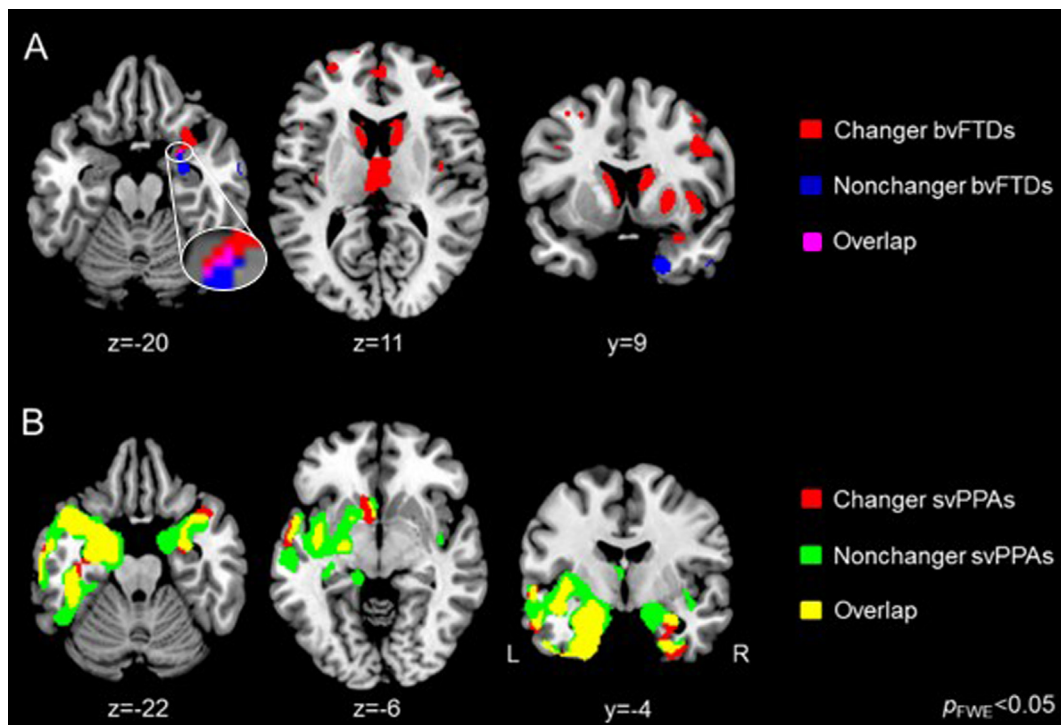 A
Changer bvFTDs
Nonchanger bvFTDs
Overlap
z=-20
z=11
y=9
B
Changer svPPAs
Nonchanger svPPAs
Overlap
L
R
z=-22
z=-6
y=-4
pFWE<0.05